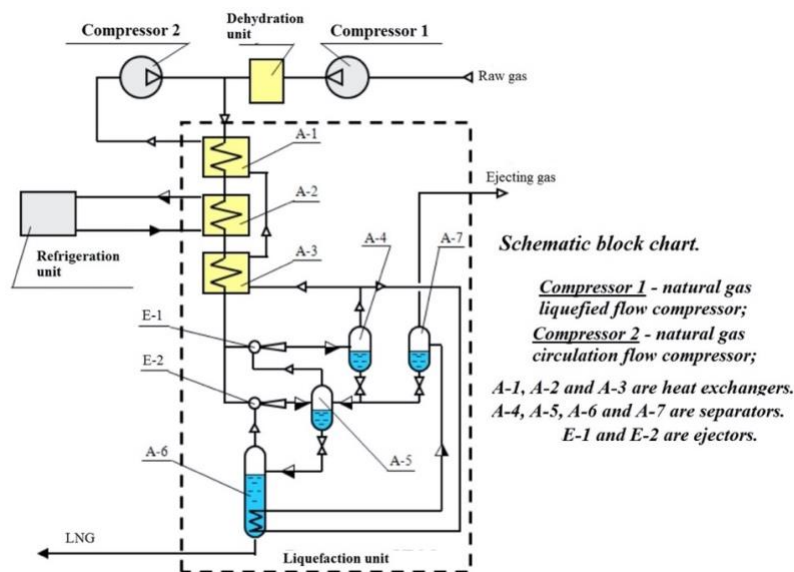 Compressor 2
Dehydration
unit
Compressor 1
Raw gas
A-1
A-2
A-3
Refrigeration
unit
A-4
A-7
Ejecting gas
E-1
E-2
A-5
A-6
LNG
Liquefaction unit
Schematic block chart.
Compressor 1 - natural gas
liquefied flow compressor;
Compressor 2 - natural gas
circulation flow compressor;
A-1, A-2 and A-3 are heat exchangers.
A-4, A-5, A-6 and A-7 are separators.
E-1 and E-2 are ejectors.